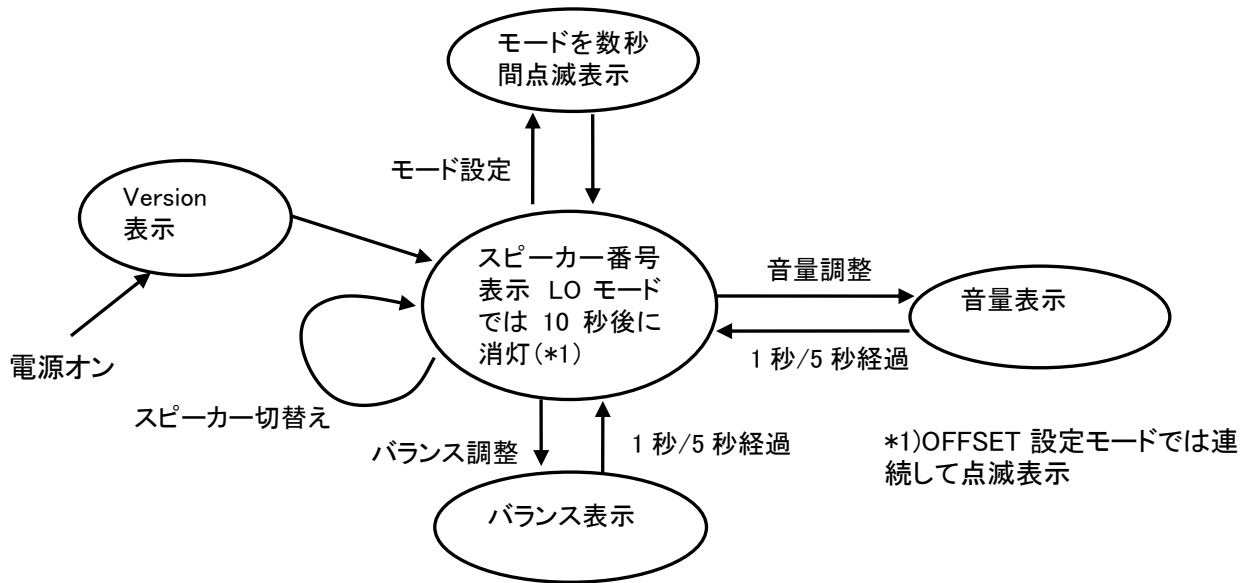 モードを数秒
間点滅表示
モード設定
Version
表示
スピーカー番号
表示 LO モード
では 10 秒後に
消灯(*1)
音量調整
音量表示
1 秒/5 秒経過
電源オン
スピーカー切替え
バランス調整
1 秒/5 秒経過
*1)OFFSET 設定モードでは連
続して点滅表示
バランス表示